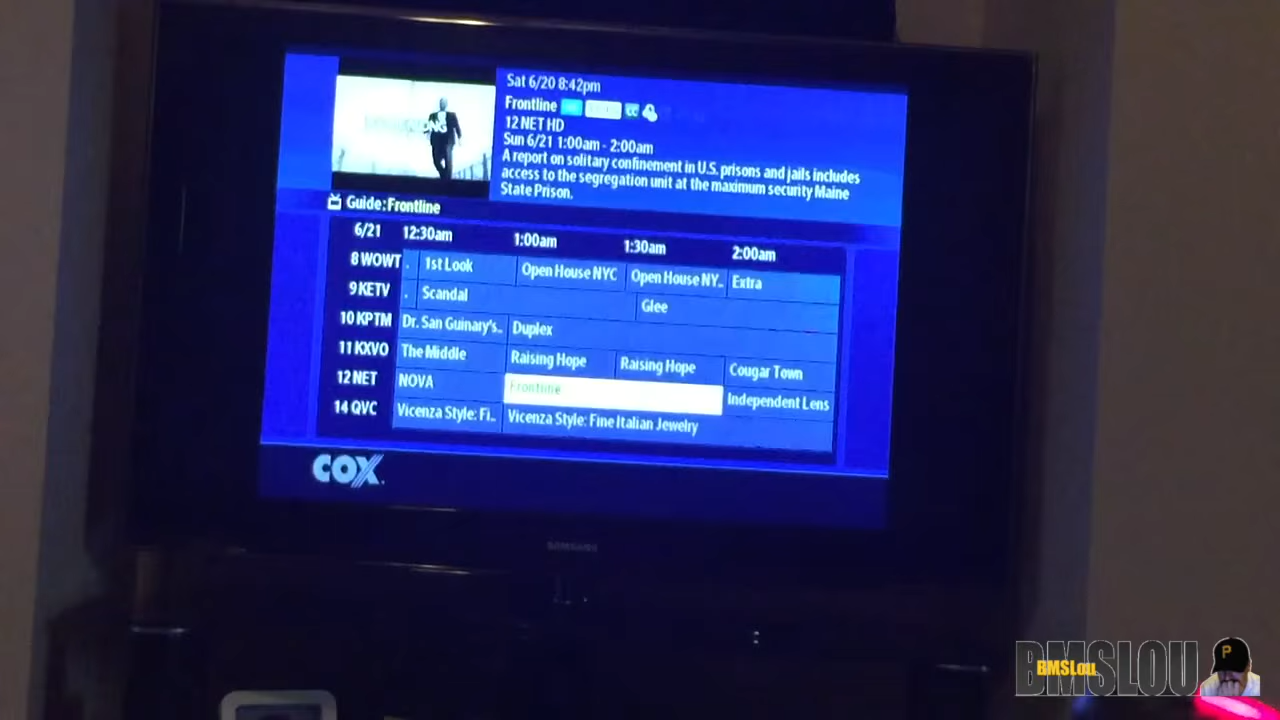 Sat 6/20 8:42pm
Frontline CC
12 NET HD
Sun 6/21 1:00am - 2:00am
A report on solitary confinement in U.S. prisons and jails includes
access to the segregation unit at the maximum security Maine
State Prison.
Guide: Frontline
6/21 12:30am 1:00am 1:30am 2:00am
8 WOWT . 1st Look Open House NYC Open House NY... Extra
9 KETV . Scandal Glee
10 KPTM Dr. San Guinary's... Duplex
11 KXVO The Middle Raising Hope Raising Hope Cougar Town
12 NET NOVA Frontline Independent Lens
14 QVC Vicenza Style: Fi... Vicenza Style: Fine Italian Jewelry
COX.
SAMSUNG
BMSLOU
BMSLou
P